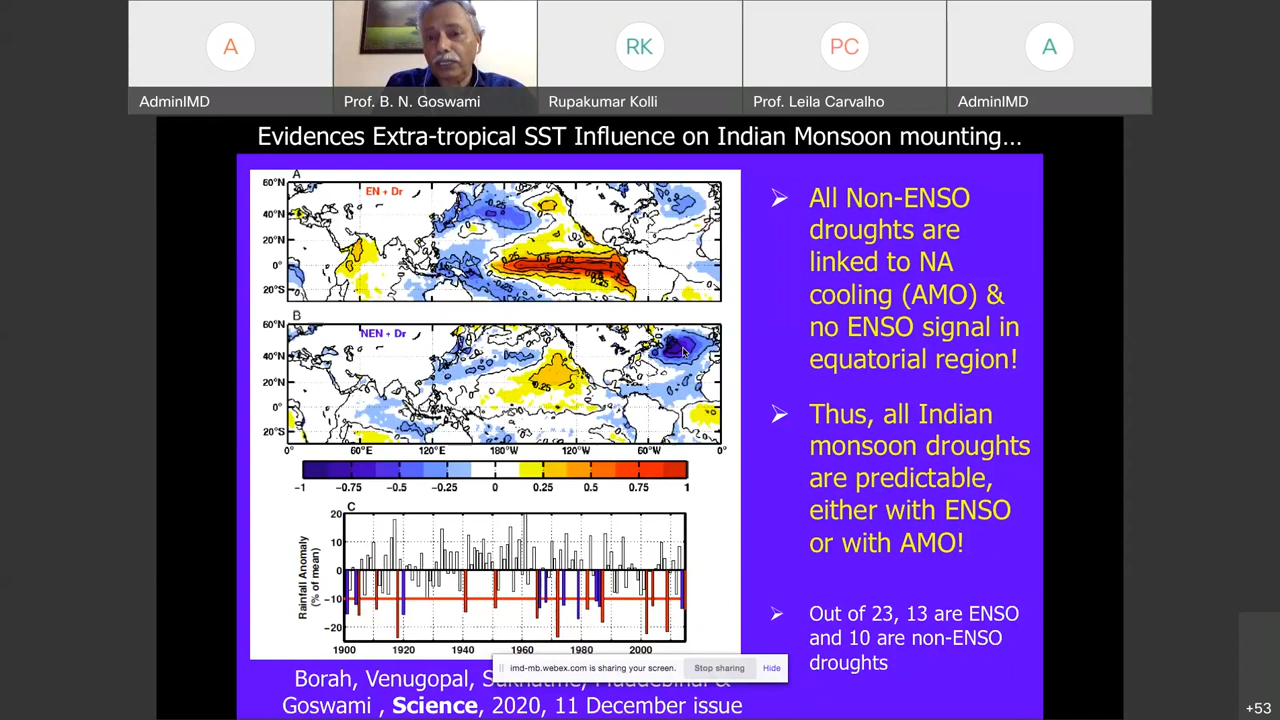 A
RK
PC
A
AdminIMD
Prof. B. N. Goswami
Rupakumar Kolli
Prof. Leila Carvalho
AdminIMD
Evidences Extra-tropical SST Influence on Indian Monsoon mounting…
A
EN + Dr
60°N
40°N
20°N
0°
20°S
B
NEN + Dr
60°N
40°N
20°N
0°
20°S
0° 60°E 120°E 180°W 120°W 60°W 0°
-1 -0.75 -0.5 -0.25 0 0.25 0.5 0.75 1
C
Rainfall Anomaly
(% of mean)
20
10
0
-10
-20
1900 1920 1940 1960 1980 2000
➢ All Non-ENSO
droughts are
linked to NA
cooling (AMO) &
no ENSO signal in
equatorial region!
➢ Thus, all Indian
monsoon droughts
are predictable,
either with ENSO
or with AMO!
➢ Out of 23, 13 are ENSO
and 10 are non-ENSO
droughts
imd-mb.webex.com is sharing your screen. Stop sharing Hide
Borah, Venugopal,
Goswami , Science, 2020, 11 December issue
+53